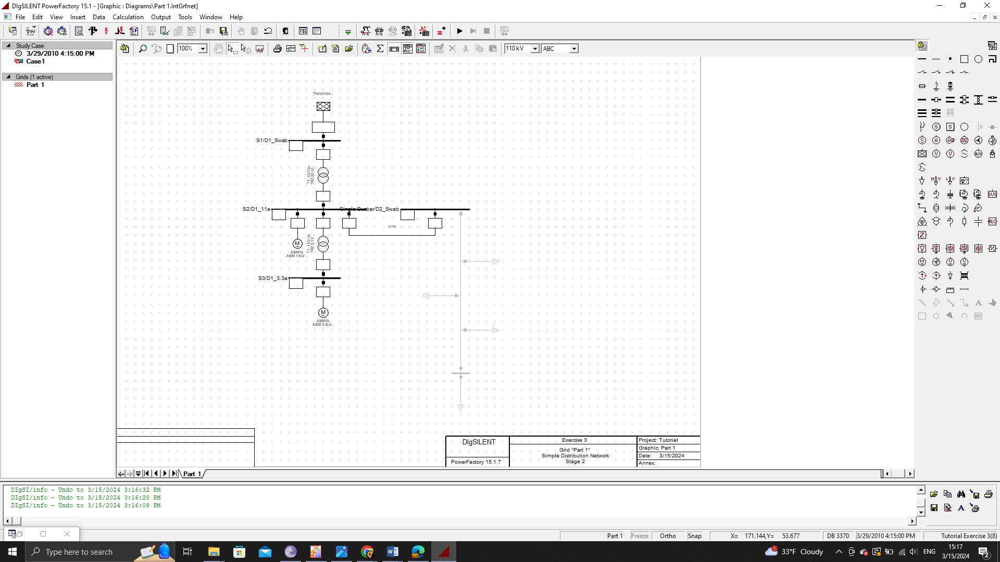 DIgSILENT PowerFactory 15.1 - [Graphic : Diagrams\Part 1.IntGrfnet]
File Edit View Insert Data Calculation Output Tools Window Help
100%
110 kV
ABC
Study Case
3/29/2010 4:15:00 PM
Case1
Grids (1 active)
Part 1
Transmiss..
S1/D1_Swab
T1_33/11a
TR2 20;33..
S2/D1_11a
Single Busbar/D2_Swab
Line
M
ASM1a
ASM 11kV ..
T1_11/3.3a
TR2 5;11/..
S3/D1_3.3a
M
ASM1b
ASM 3.3kV..
DIgSILENT
PowerFactory 15.1.7
Exercise 3
Grid "Part 1"
Simple Distribution Network
Stage 2
Project: Tutorial
Graphic: Part 1
Date: 3/15/2024
Annex:
Part 1
DIgSI/info - Undo to 3/15/2024 3:16:32 PM
DIgSI/info - Undo to 3/15/2024 3:16:28 PM
DIgSI/info - Undo to 3/15/2024 3:16:09 PM
Part 1 Freeze Ortho Snap X= 171.144,Y= 53.677 DB 3370 3/29/2010 4:15:00 PM Tutorial Exercise 3(8)
Type here to search
33°F Cloudy
ENG
15:17
3/15/2024
2